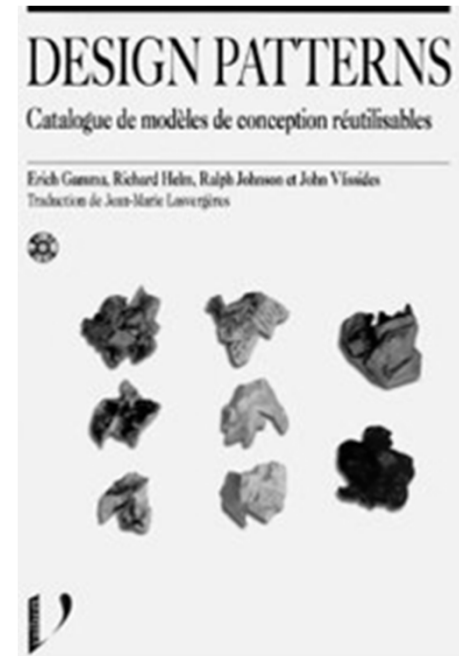 DESIGN PATTERNS
Catalogue de modèles de conception réutilisables
Erich Gamma, Richard Helm, Ralph Johnson et John Vlissides
Traduction de Jean-Marie Lasvergères